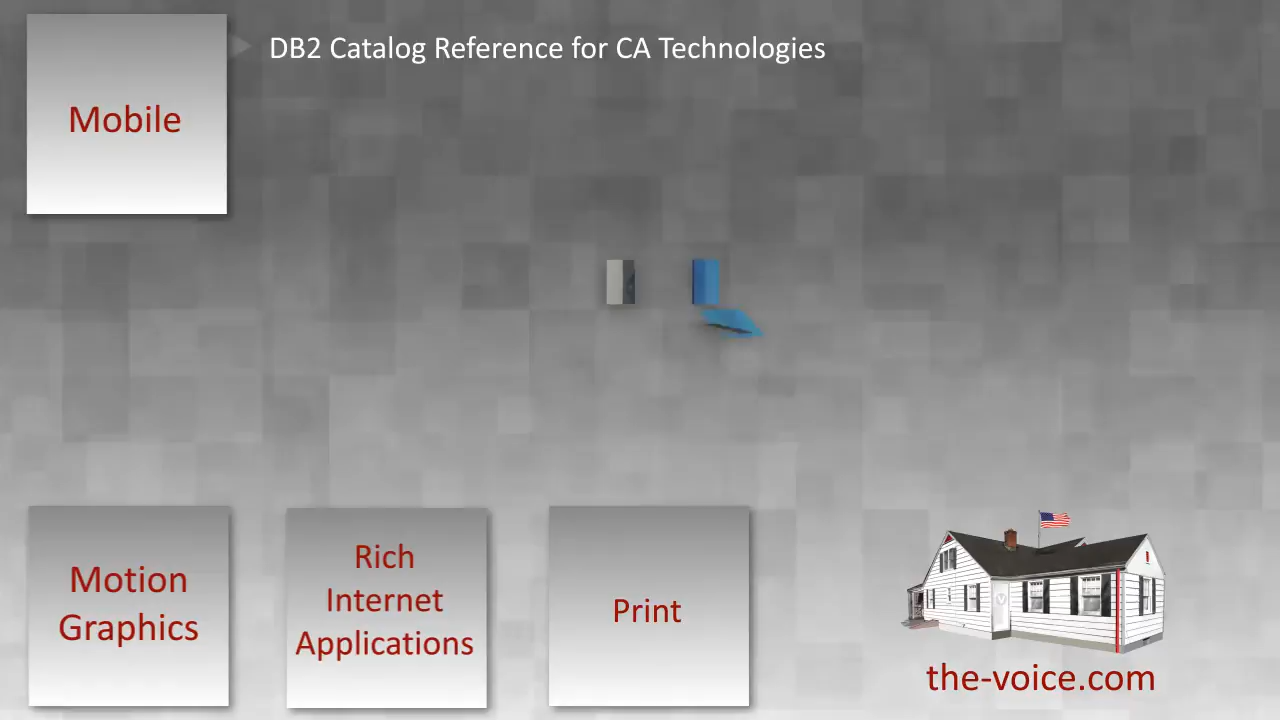 DB2 Catalog Reference for CA Technologies
Mobile
Motion
Graphics
Rich
Internet
Applications
Print
the-voice.com